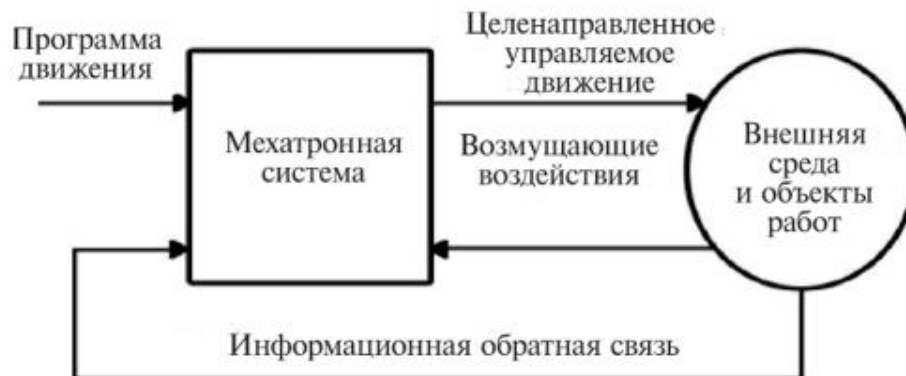 Программа
движения
Целенаправленное
управляемое
движение
Мехатронная
система
Возмущающие
воздействия
Внешняя
среда
и объекты
работ
Информационная обратная связь